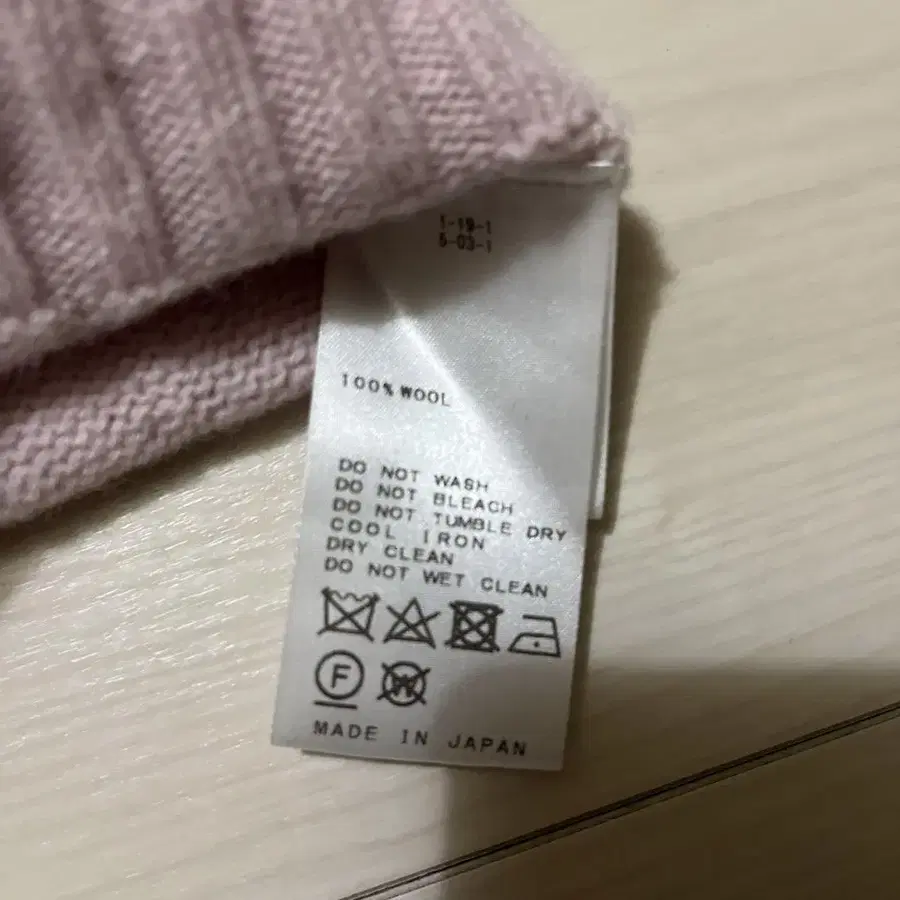 1-19-1
5-03-1
100% WOOL
DO NOT WASH
DO NOT BLEACH
DO NOT TUMBLE DRY
COOL IRON
DRY CLEAN
DO NOT WET CLEAN
F W
MADE IN JAPAN